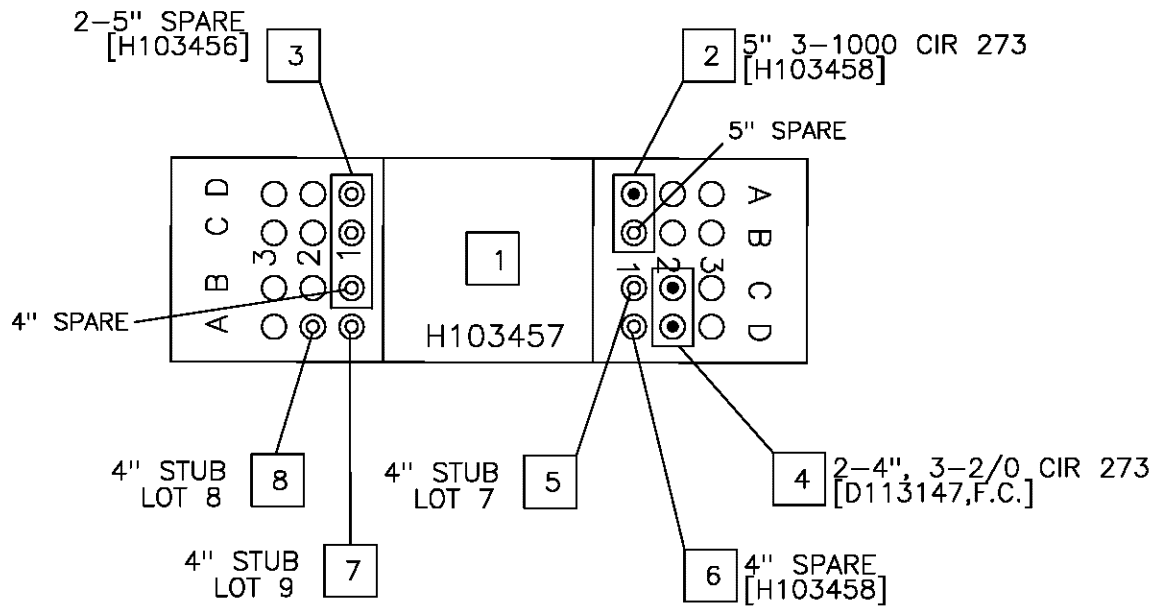 2-5" SPARE
[H103456]
3
2
5" 3-1000 CIR 273
[H103458]
5" SPARE
D
C
B
A
3
2
1
4" SPARE
1
H103457
1
2
3
A
B
C
D
4" STUB
LOT 8
8
4" STUB
LOT 7
5
4
2-4", 3-2/0 CIR 273
[D113147,F.C.]
4" STUB
LOT 9
7
6
4" SPARE
[H103458]